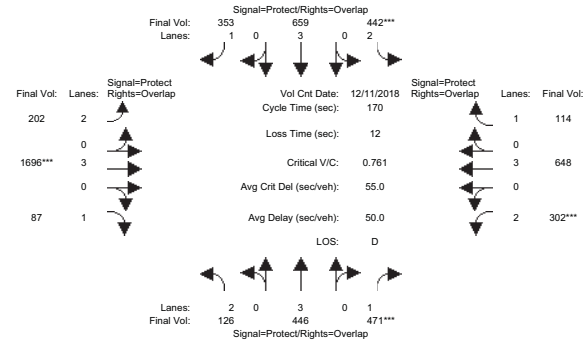 Signal=Protect/Rights=Overlap
Final Vol: 353 659 442***
Lanes: 1 0 3 0 2
Signal=Protect
Final Vol: Lanes: Rights=Overlap
Vol Cnt Date: 12/11/2018
Signal=Protect
Rights=Overlap Lanes: Final Vol:
Cycle Time (sec): 170
202 2
1 114
Loss Time (sec): 12
0
0
1696*** 3
Critical V/C: 0.761
3 648
0
Avg Crit Del (sec/veh): 55.0
0
87 1
Avg Delay (sec/veh): 50.0
2 302***
LOS: D
Lanes: 2 0 3 0 1
Final Vol: 126 446 471***
Signal=Protect/Rights=Overlap